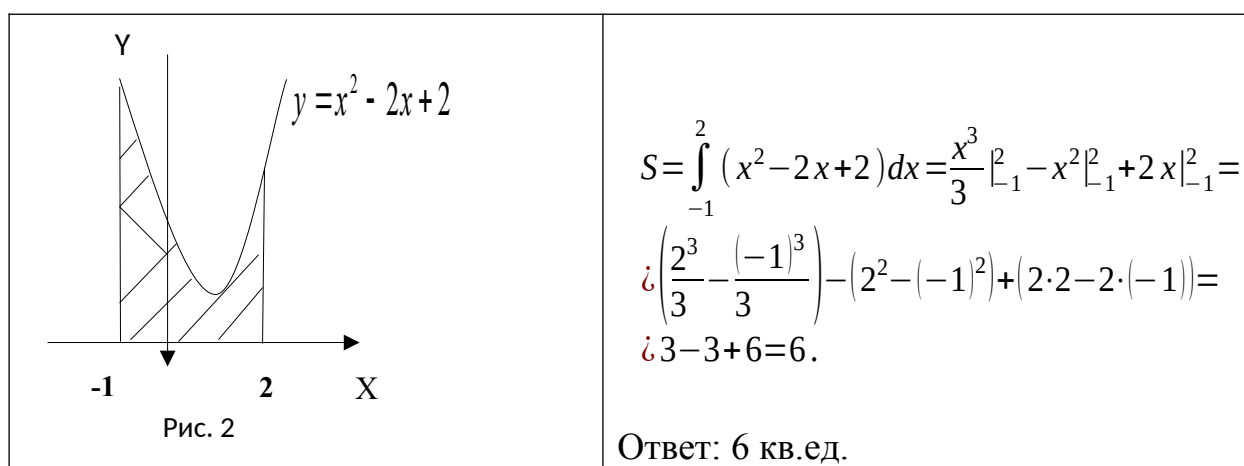 Y
y = x² - 2x + 2
-1 2 X
Рис. 2
S = ∫₋₁² (x² − 2x + 2) dx = x³/3 |₋₁² − x² |₋₁² + 2x |₋₁² =
¿ (2³/3 − (−1)³/3) − (2² − (−1)²) + (2·2 − 2·(−1)) =
¿ 3 − 3 + 6 = 6.
Ответ: 6 кв.ед.